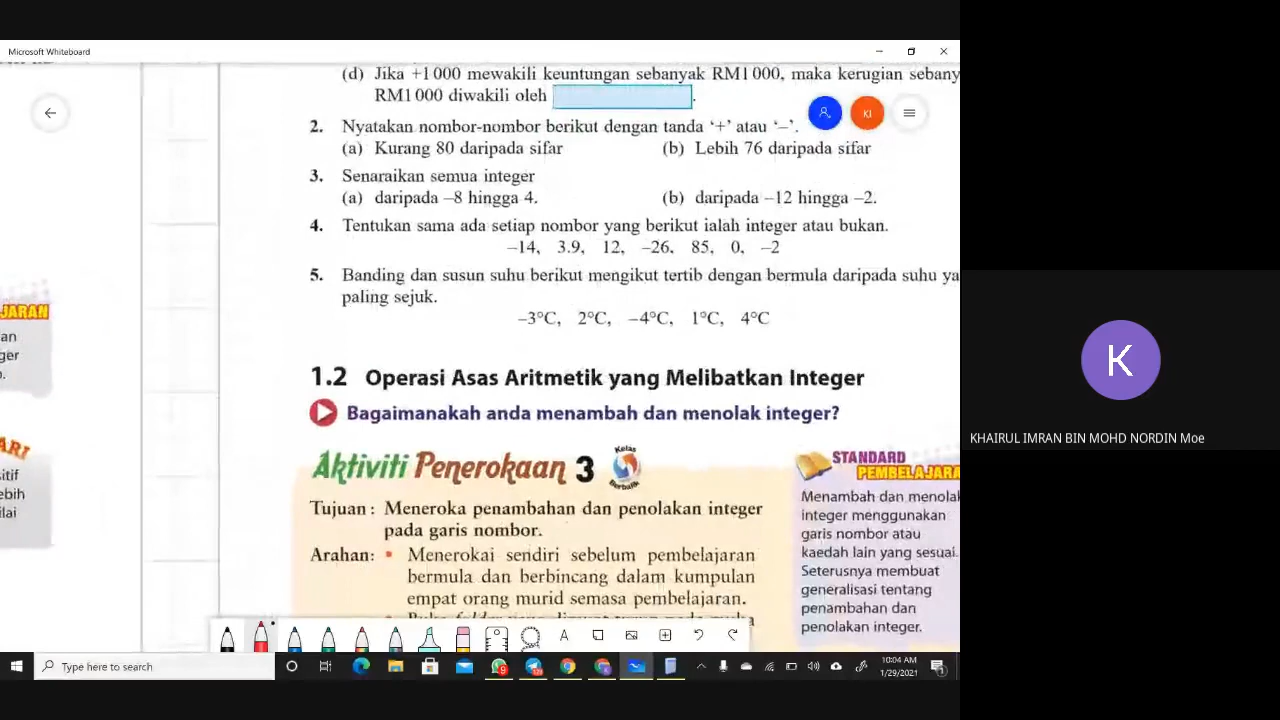 Microsoft Whiteboard
(d) Jika +1 000 mewakili keuntungan sebanyak RM1 000, maka kerugian sebany
RM1 000 diwakili oleh .
KI
2. Nyatakan nombor-nombor berikut dengan tanda ‘+’ atau ‘–’.
(a) Kurang 80 daripada sifar (b) Lebih 76 daripada sifar
3. Senaraikan semua integer
(a) daripada –8 hingga 4. (b) daripada –12 hingga –2.
4. Tentukan sama ada setiap nombor yang berikut ialah integer atau bukan.
–14, 3.9, 12, –26, 85, 0, –2
5. Banding dan susun suhu berikut mengikut tertib dengan bermula daripada suhu ya
paling sejuk.
–3°C, 2°C, –4°C, 1°C, 4°C
JARAN
an
ger
ARI
sitif
ebih
ilai
1.2 Operasi Asas Aritmetik yang Melibatkan Integer
Bagaimanakah anda menambah dan menolak integer?
Aktiviti Penerokaan 3
Kelas
Berbalik
Tujuan : Meneroka penambahan dan penolakan integer
pada garis nombor.
Arahan: • Menerokai sendiri sebelum pembelajaran
bermula dan berbincang dalam kumpulan
empat orang murid semasa pembelajaran.
STANDARD
PEMBELAJARA
Menambah dan menolak
integer menggunakan
garis nombor atau
kaedah lain yang sesuai.
Seterusnya membuat
generalisasi tentang
penambahan dan
penolakan integer.
K
KHAIRUL IMRAN BIN MOHD NORDIN Moe
Type here to search
10:04 AM
1/29/2021